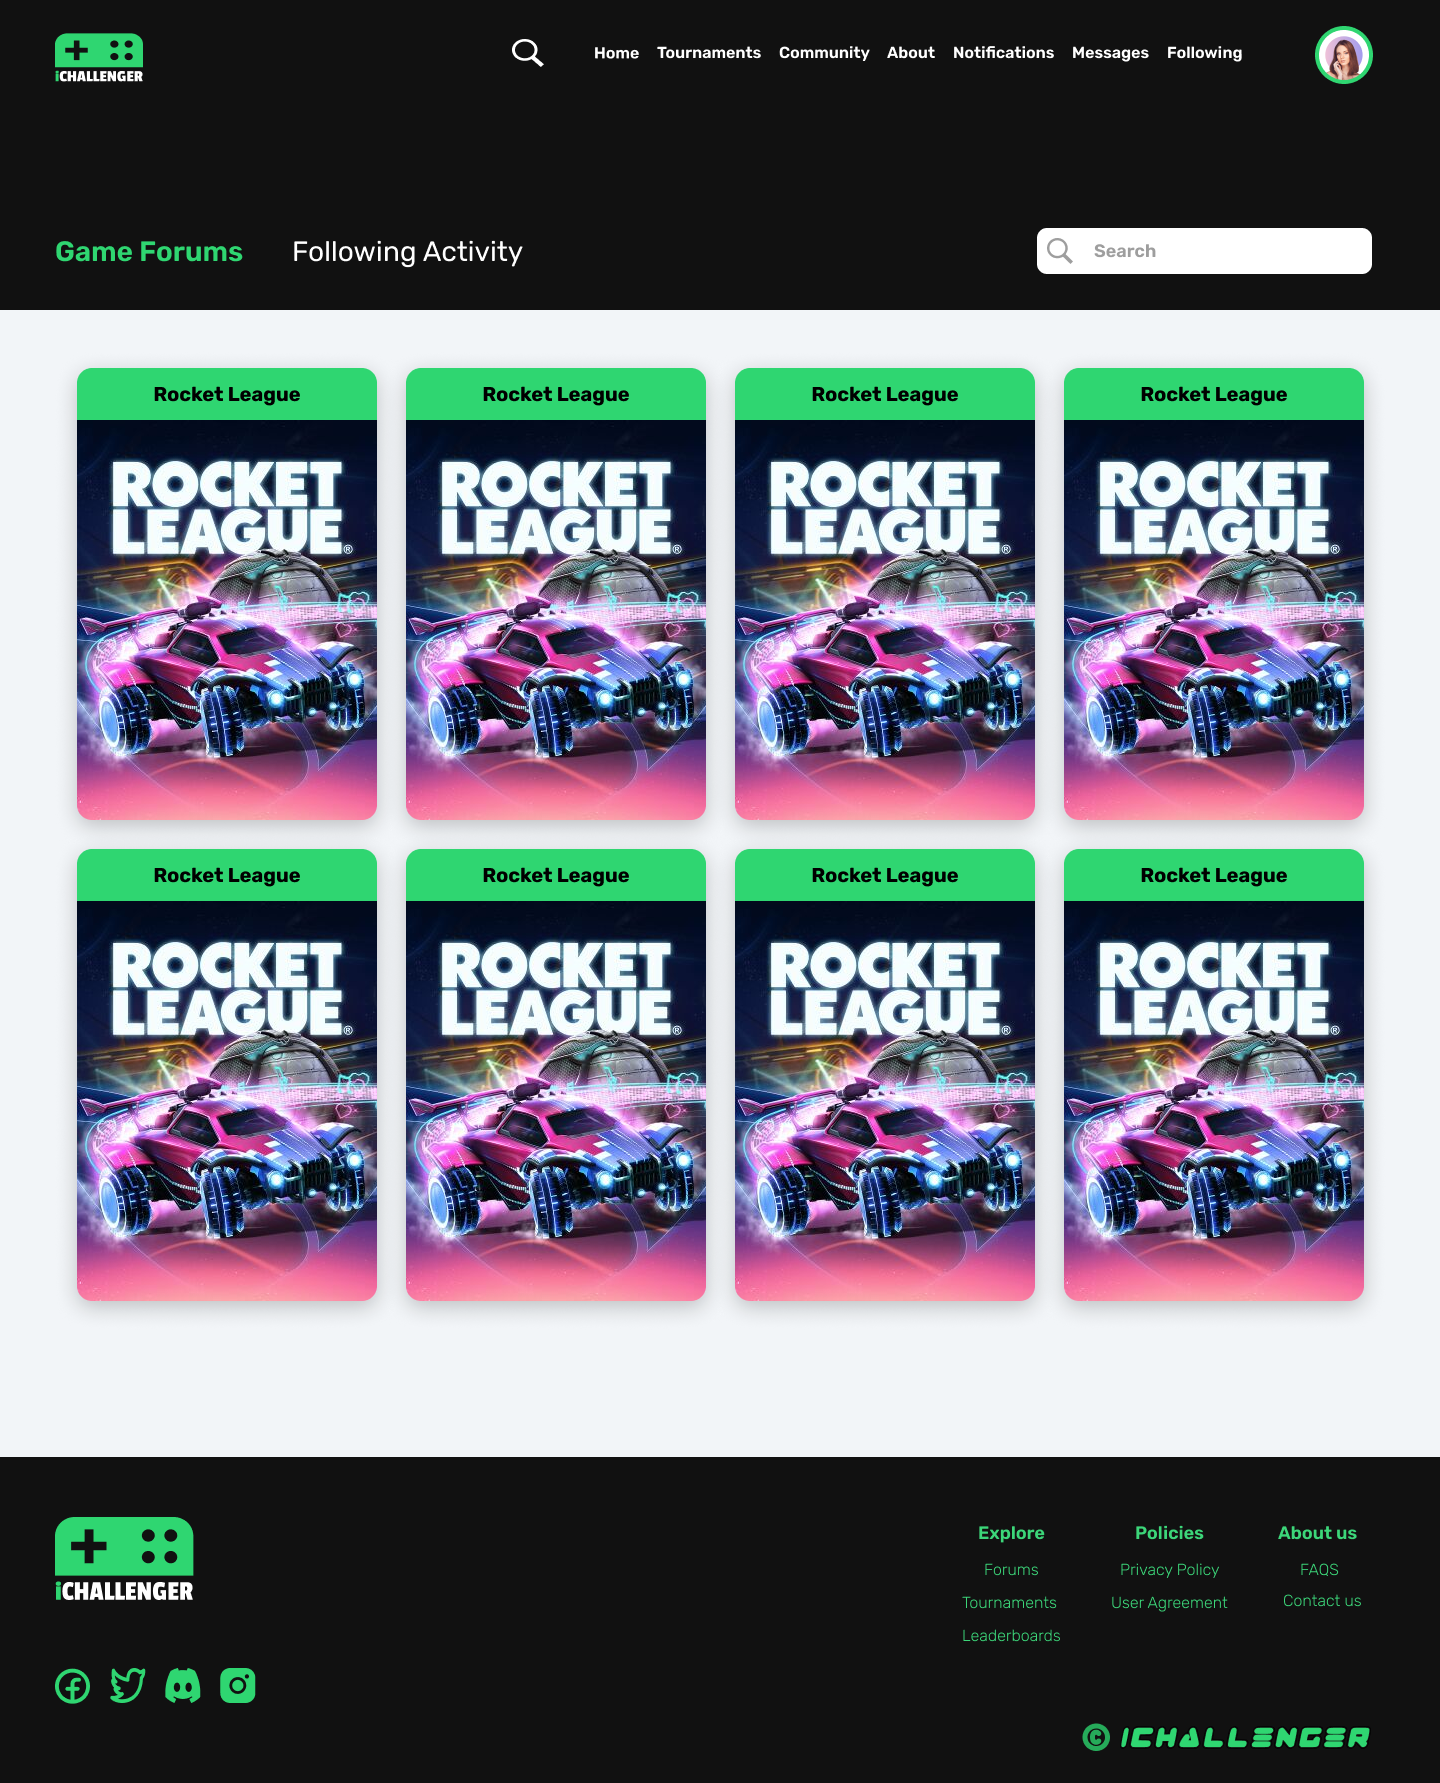 iCHALLENGER
Home Tournaments Community About Notifications Messages Following
Game Forums Following Activity Search
Rocket League Rocket League Rocket League Rocket League
ROCKET ROCKET ROCKET ROCKET
LEAGUE® LEAGUE® LEAGUE® LEAGUE®
Rocket League Rocket League Rocket League Rocket League
ROCKET ROCKET ROCKET ROCKET
LEAGUE® LEAGUE® LEAGUE® LEAGUE®
iCHALLENGER
Explore Policies About us
Forums Privacy Policy FAQS
Tournaments User Agreement Contact us
Leaderboards
© ICHALLENGER